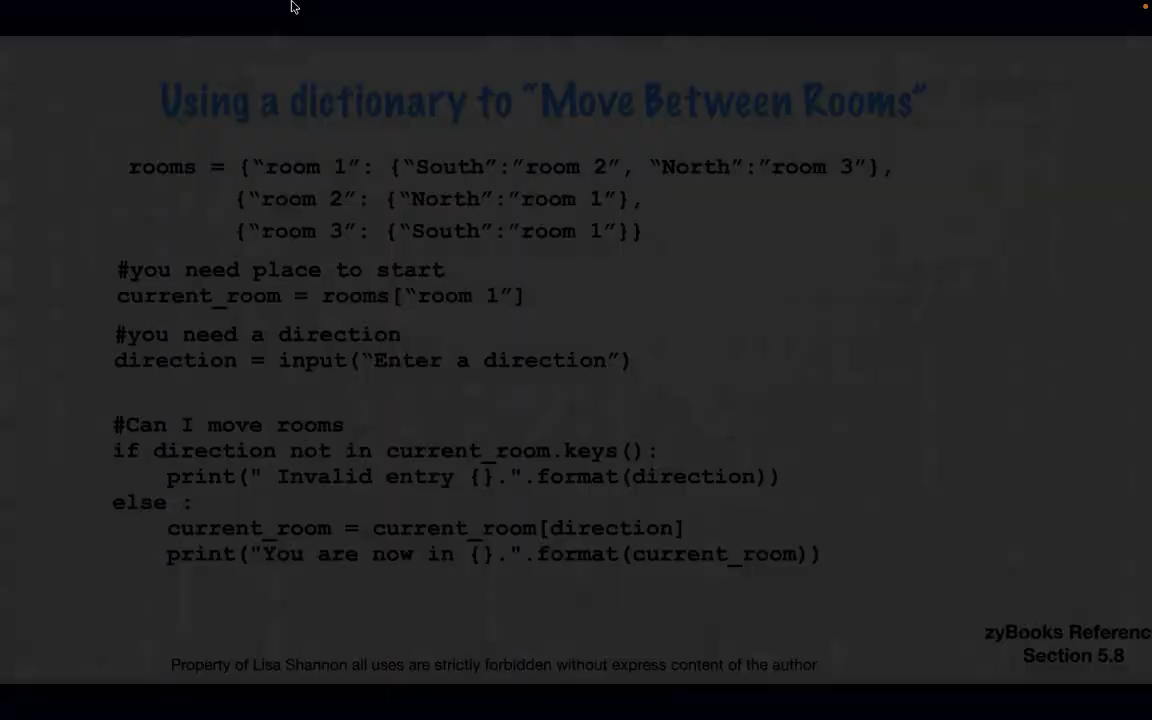 Using a dictionary to “Move Between Rooms”
rooms = {“room 1”: {“South”:”room 2”, “North”:”room 3”},
{“room 2”: {“North”:”room 1”},
{“room 3”: {“South”:”room 1”}}
#you need place to start
current_room = rooms[“room 1”]
#you need a direction
direction = input(“Enter a direction”)
#Can I move rooms
if direction not in current_room.keys():
print(" Invalid entry {}.".format(direction))
else :
current_room = current_room[direction]
print("You are now in {}.".format(current_room))
zyBooks Referenc
Section 5.8
Property of Lisa Shannon all uses are strictly forbidden without express content of the author